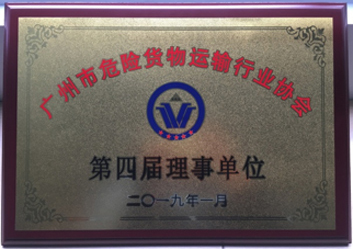 广州市危险货物运输行业协会
第四届理事单位
二〇一九年一月